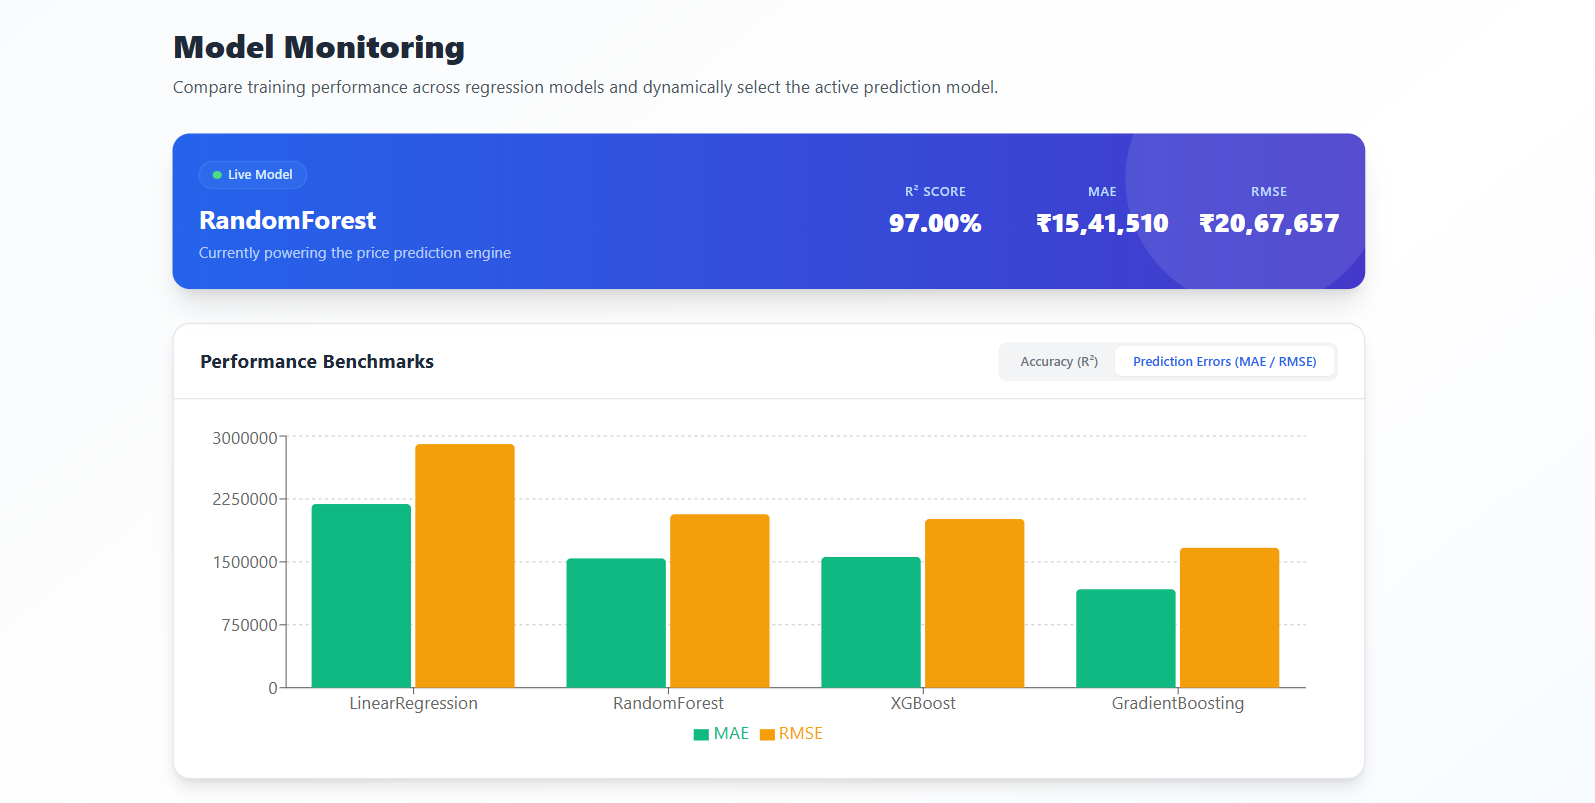 Model Monitoring
Compare training performance across regression models and dynamically select the active prediction model.
Live Model
RandomForest
Currently powering the price prediction engine
R² SCORE
97.00%
MAE
₹15,41,510
RMSE
₹20,67,657
Performance Benchmarks
Accuracy (R²)
Prediction Errors (MAE / RMSE)
3000000
2250000
1500000
750000
0
LinearRegression
RandomForest
XGBoost
GradientBoosting
MAE
RMSE